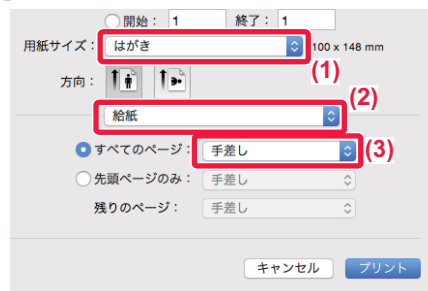 開始： 1 終了： 1
用紙サイズ： はがき 100 x 148 mm
(1)
方向：
(2)
給紙
すべてのページ： 手差し (3)
先頭ページのみ： 手差し
残りのページ： 手差し
キャンセル プリント